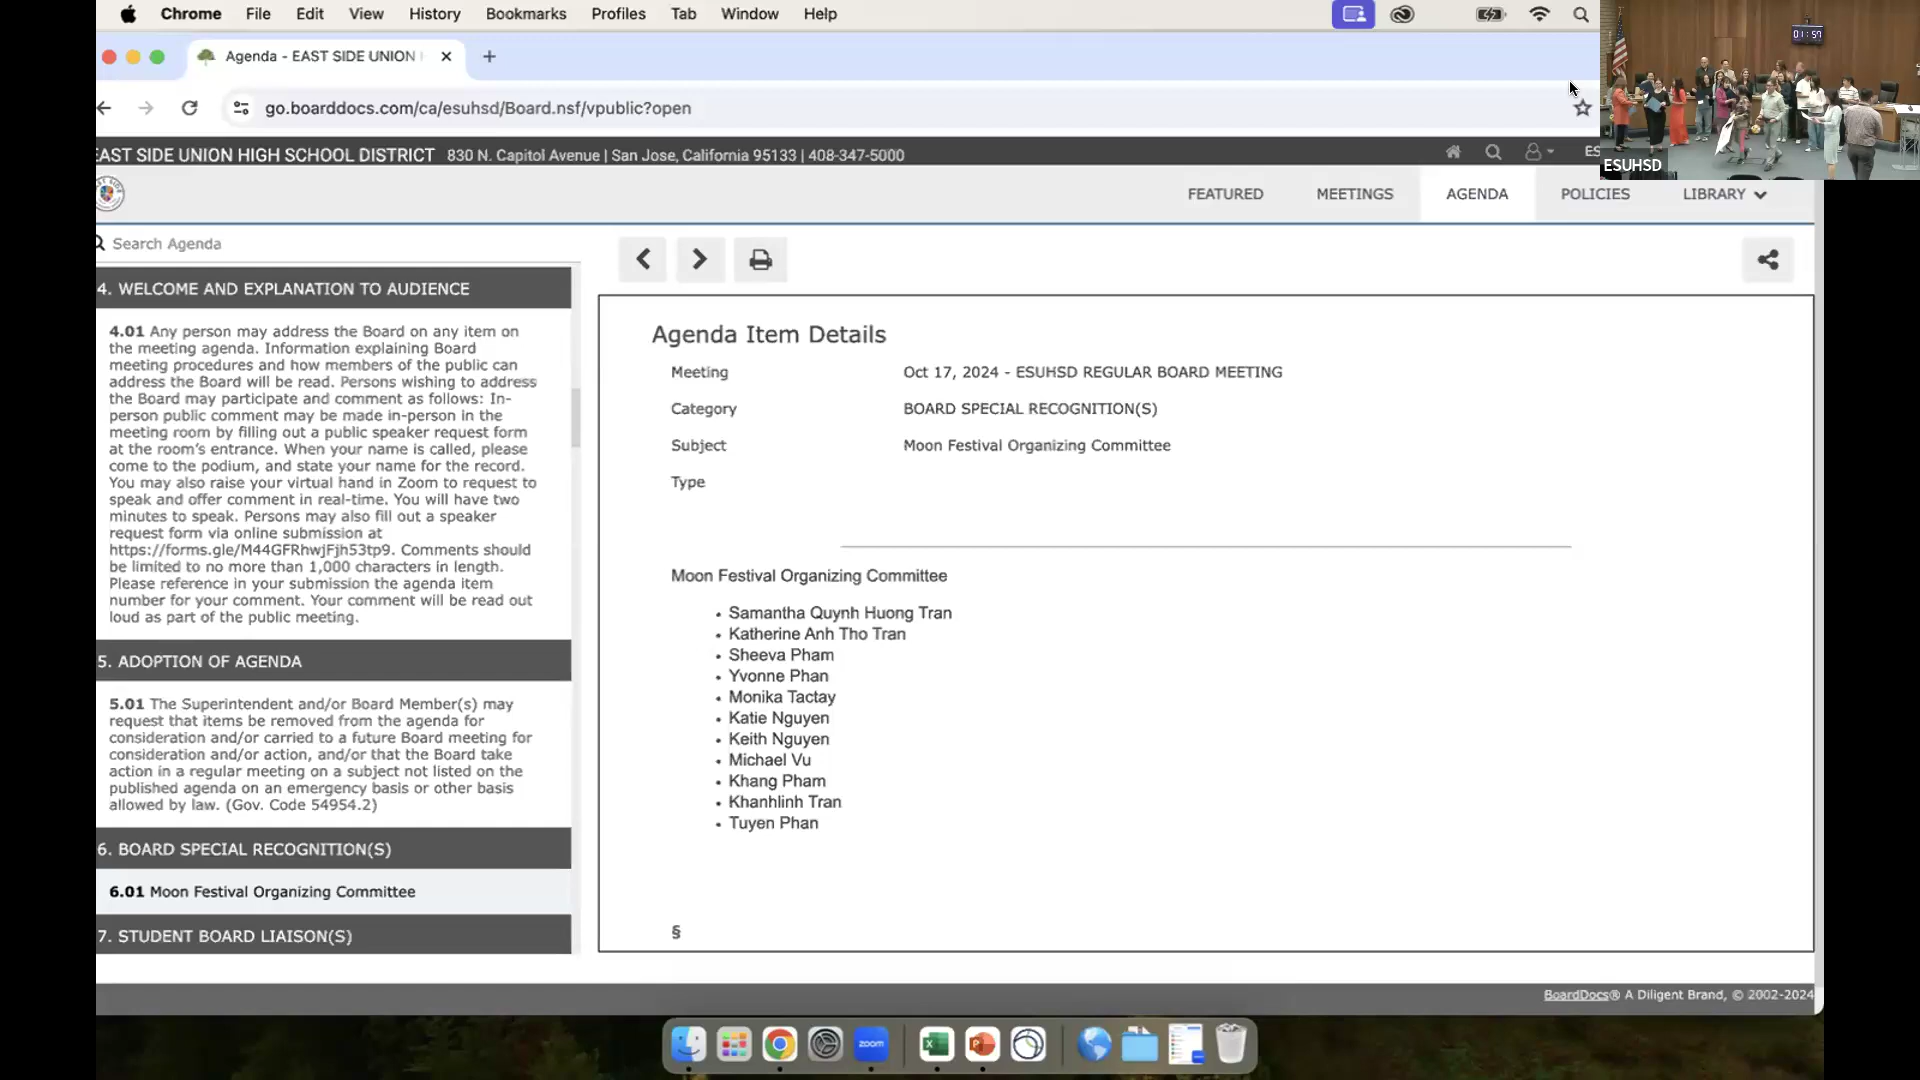 Chrome File Edit View History Bookmarks Profiles Tab Window Help
01:57
Agenda - EAST SIDE UNION
go.boarddocs.com/ca/esuhsd/Board.nsf/vpublic?open
EAST SIDE UNION HIGH SCHOOL DISTRICT 830 N. Capitol Avenue | San Jose, California 95133 | 408-347-5000
ES
ESUHSD
FEATURED MEETINGS AGENDA POLICIES LIBRARY
Search Agenda
4. WELCOME AND EXPLANATION TO AUDIENCE
4.01 Any person may address the Board on any item on
the meeting agenda. Information explaining Board
meeting procedures and how members of the public can
address the Board will be read. Persons wishing to address
the Board may participate and comment as follows: In-
person public comment may be made in-person in the
meeting room by filling out a public speaker request form
at the room's entrance. When your name is called, please
come to the podium, and state your name for the record.
You may also raise your virtual hand in Zoom to request to
speak and offer comment in real-time. You will have two
minutes to speak. Persons may also fill out a speaker
request form via online submission at
https://forms.gle/M44GFRhwjFjh53tp9. Comments should
be limited to no more than 1,000 characters in length.
Please reference in your submission the agenda item
number for your comment. Your comment will be read out
loud as part of the public meeting.
5. ADOPTION OF AGENDA
5.01 The Superintendent and/or Board Member(s) may
request that items be removed from the agenda for
consideration and/or carried to a future Board meeting for
consideration and/or action, and/or that the Board take
action in a regular meeting on a subject not listed on the
published agenda on an emergency basis or other basis
allowed by law. (Gov. Code 54954.2)
6. BOARD SPECIAL RECOGNITION(S)
6.01 Moon Festival Organizing Committee
7. STUDENT BOARD LIAISON(S)
Agenda Item Details
Meeting Oct 17, 2024 - ESUHSD REGULAR BOARD MEETING
Category BOARD SPECIAL RECOGNITION(S)
Subject Moon Festival Organizing Committee
Type
Moon Festival Organizing Committee
• Samantha Quynh Huong Tran
• Katherine Anh Tho Tran
• Sheeva Pham
• Yvonne Phan
• Monika Tactay
• Katie Nguyen
• Keith Nguyen
• Michael Vu
• Khang Pham
• Khanhlinh Tran
• Tuyen Phan
§
BoardDocs® A Diligent Brand, © 2002-2024
zoom